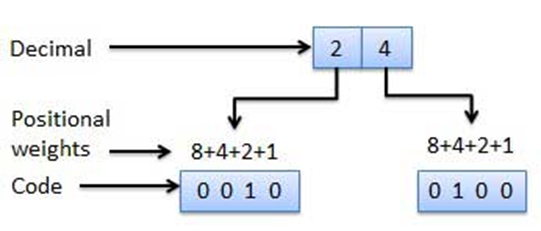 Decimal 2 4
Positional
weights 8+4+2+1 8+4+2+1
Code 0 0 1 0 0 1 0 0